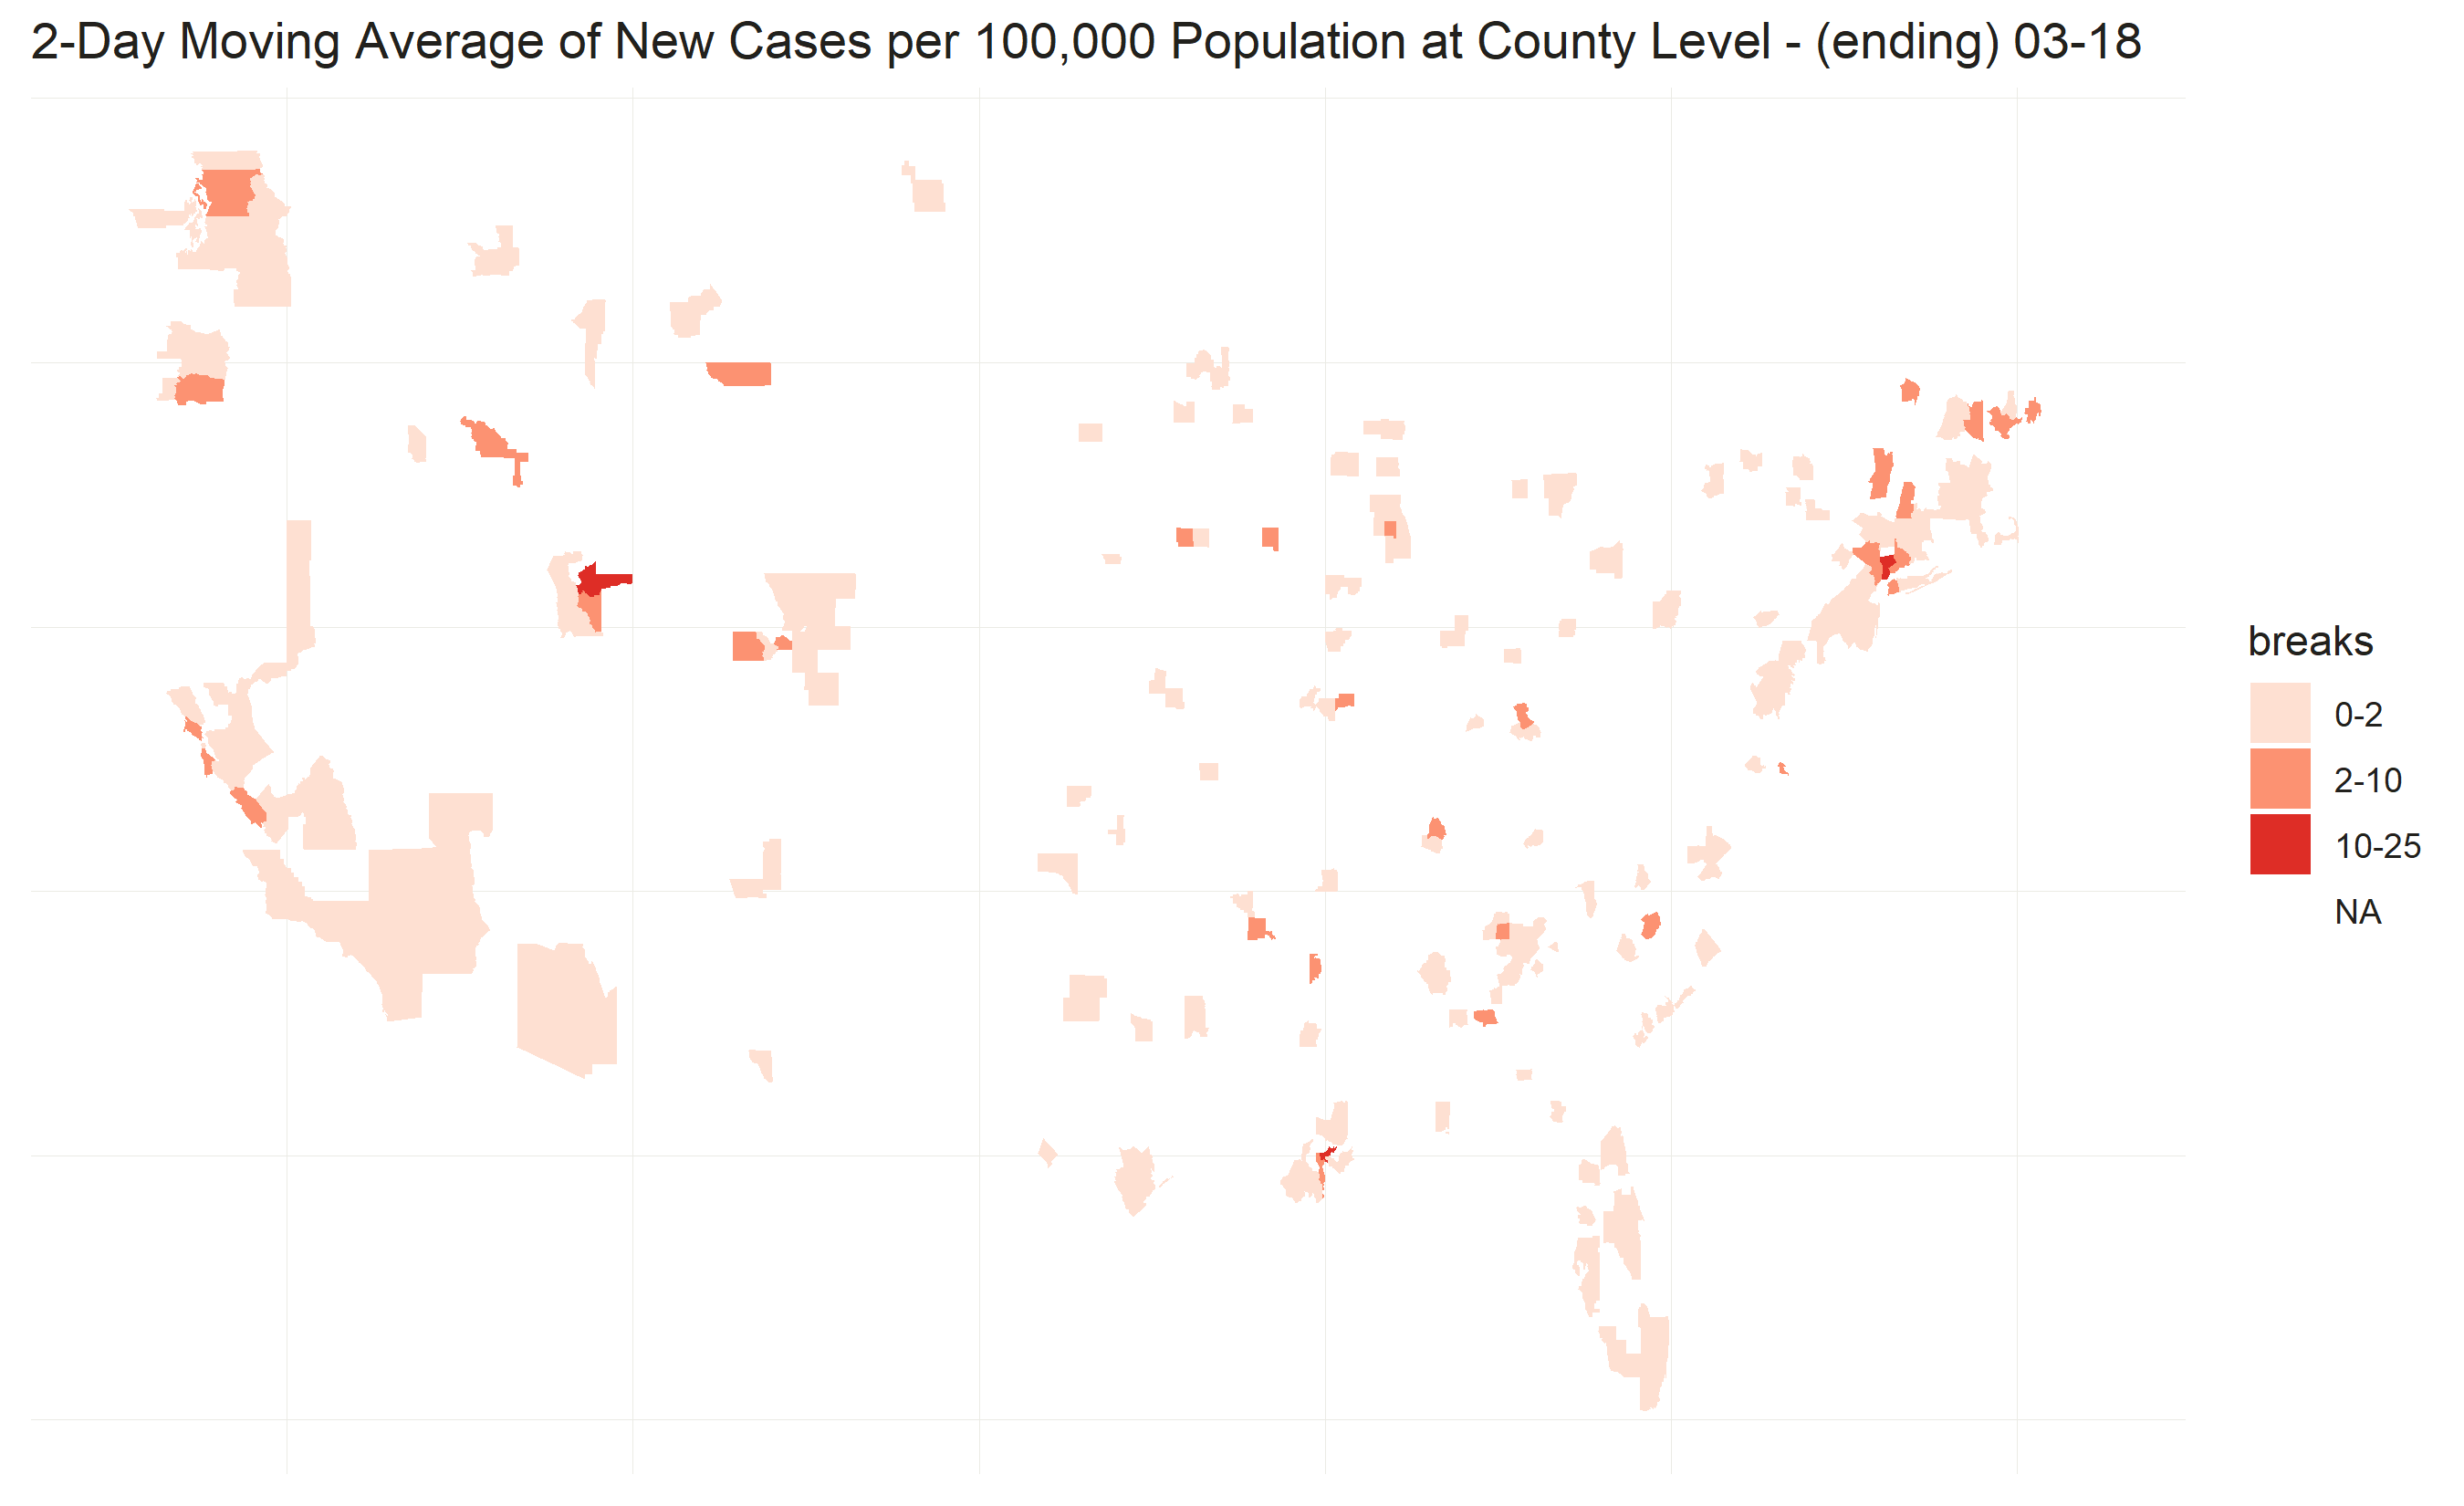 2-Day Moving Average of New Cases per 100,000 Population at County Level - (ending) 03-18
breaks
0-2
2-10
10-25
NA